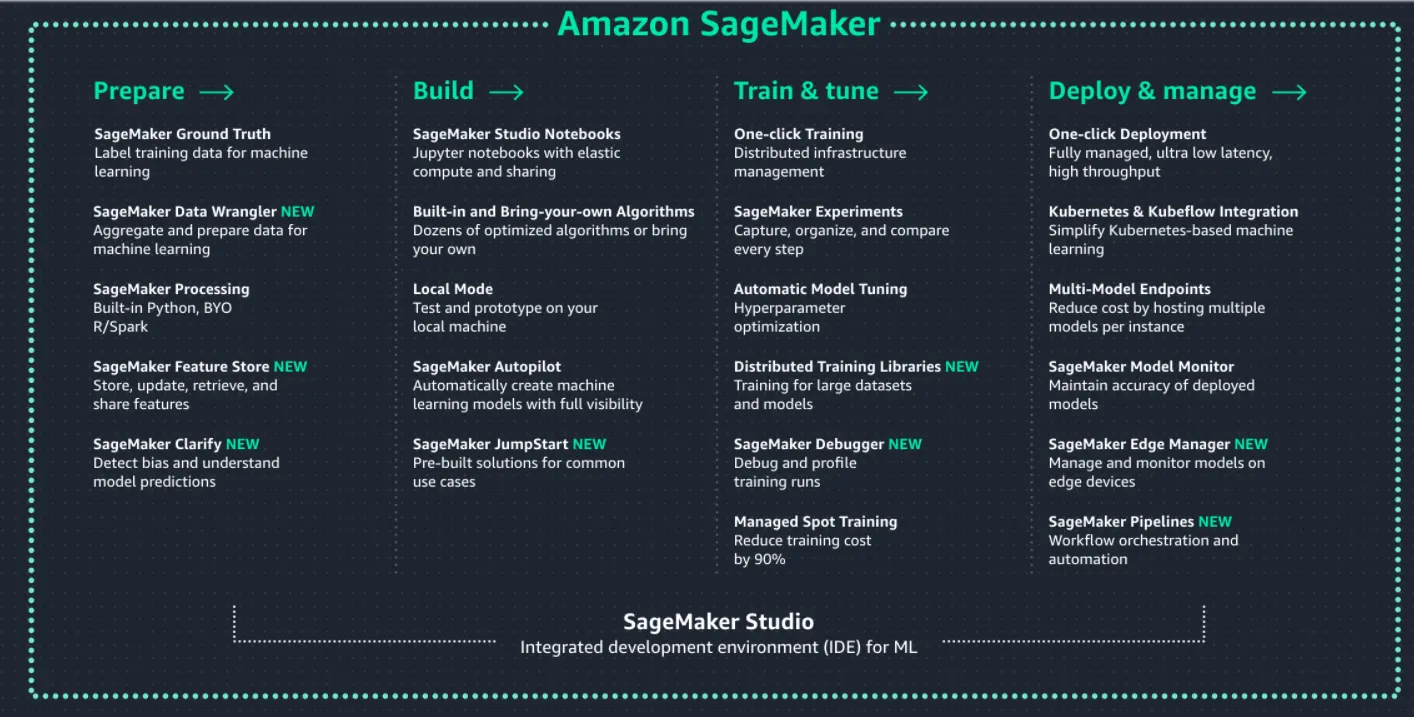 Amazon SageMaker
Prepare
SageMaker Ground Truth
Label training data for machine
learning
SageMaker Data Wrangler NEW
Aggregate and prepare data for
machine learning
SageMaker Processing
Built-in Python, BYO
R/Spark
SageMaker Feature Store NEW
Store, update, retrieve, and
share features
SageMaker Clarify NEW
Detect bias and understand
model predictions
Build
SageMaker Studio Notebooks
Jupyter notebooks with elastic
compute and sharing
Built-in and Bring-your-own Algorithms
Dozens of optimized algorithms or bring
your own
Local Mode
Test and prototype on your
local machine
SageMaker Autopilot
Automatically create machine
learning models with full visibility
SageMaker JumpStart NEW
Pre-built solutions for common
use cases
Train & tune
One-click Training
Distributed infrastructure
management
SageMaker Experiments
Capture, organize, and compare
every step
Automatic Model Tuning
Hyperparameter
optimization
Distributed Training Libraries NEW
Training for large datasets
and models
SageMaker Debugger NEW
Debug and profile
training runs
Managed Spot Training
Reduce training cost
by 90%
Deploy & manage
One-click Deployment
Fully managed, ultra low latency,
high throughput
Kubernetes & Kubeflow Integration
Simplify Kubernetes-based machine
learning
Multi-Model Endpoints
Reduce cost by hosting multiple
models per instance
SageMaker Model Monitor
Maintain accuracy of deployed
models
SageMaker Edge Manager NEW
Manage and monitor models on
edge devices
SageMaker Pipelines NEW
Workflow orchestration and
automation
SageMaker Studio
Integrated development environment (IDE) for ML